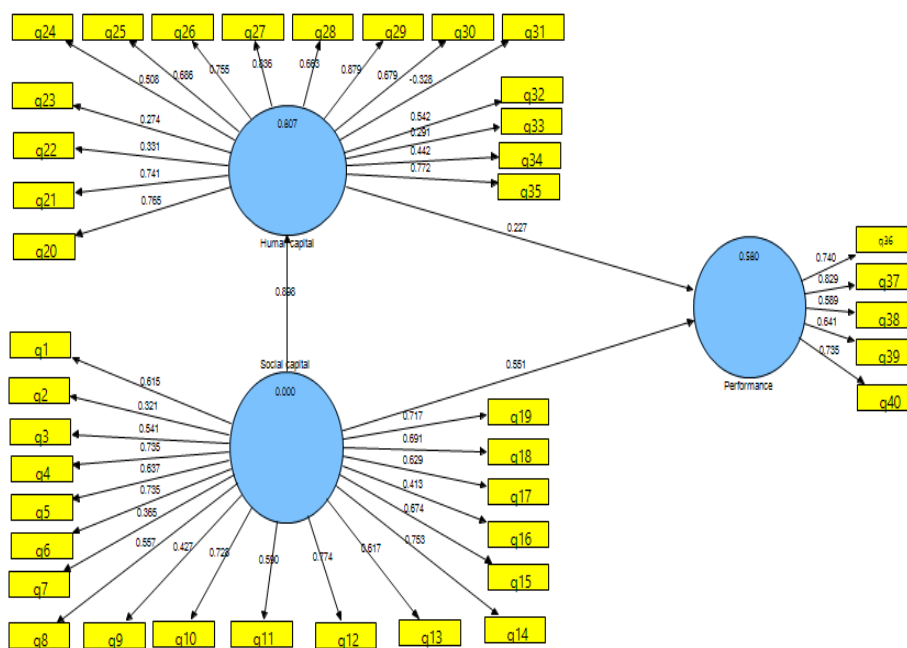 q24
q25
q26
q27
q28
q29
q30
q31
0.508
0.686
0.755
0.836
0.663
0.879
0.679
-0.328
q23
0.274
q22
0.331
q21
0.741
q20
0.765
0.807
Human capital
0.542
q32
0.291
q33
0.442
q34
0.772
q35
0.227
0.898
0.580
Performance
q36
0.740
q37
0.829
q38
0.589
q39
0.641
q40
0.735
Social capital
0.000
0.551
q1
0.615
q2
0.321
q3
0.541
q4
0.735
q5
0.637
q6
0.735
q7
0.365
q8
0.557
q9
0.427
q10
0.728
q11
0.590
q12
0.774
q13
0.617
q14
0.753
q15
0.674
q16
0.413
q17
0.629
q18
0.691
q19
0.717